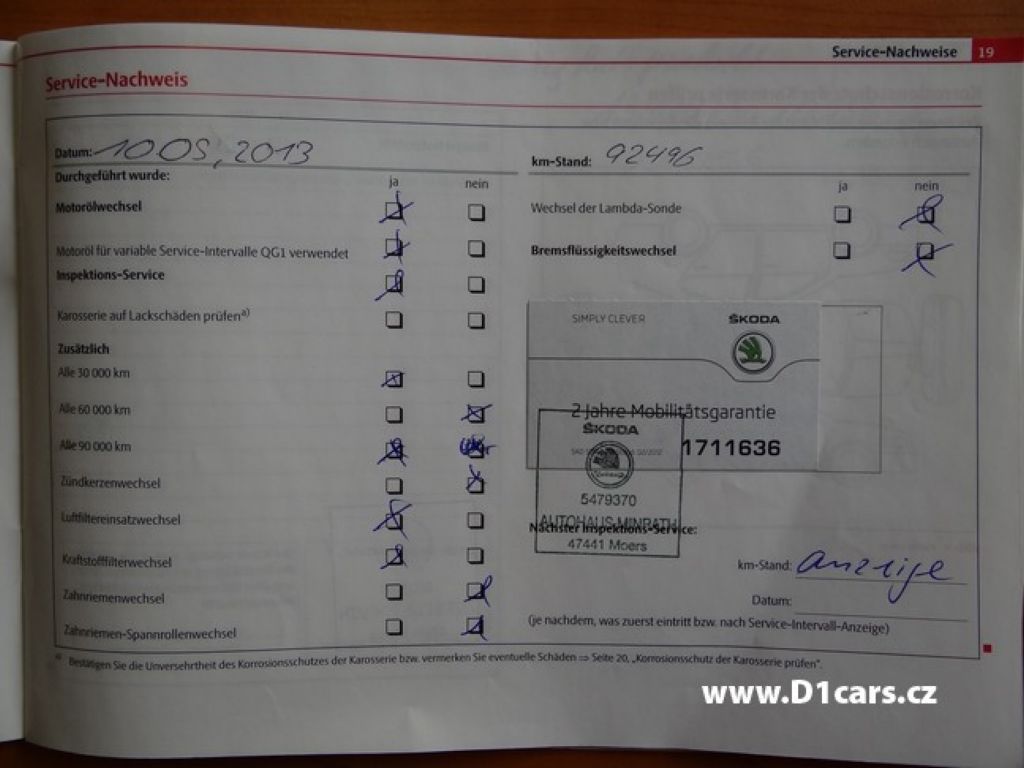 Service-Nachweise 19
Service-Nachweis
Datum: 10 05, 2013
km-Stand: 92496
Durchgeführt wurde:
ja nein
ja nein
Motorölwechsel
Wechsel der Lambda-Sonde
Motoröl für variable Service-Intervalle QG1 verwendet
Bremsflüssigkeitswechsel
Inspektions-Service
Karosserie auf Lackschäden prüfen a)
Zusätzlich
Alle 30 000 km
Alle 60 000 km
Alle 90 000 km
Zündkerzenwechsel
Luftfiltereinsatzwechsel
Kraftstofffilterwechsel
Zahnriemenwechsel
Zahnriemen-Spannrollenwechsel
SIMPLY CLEVER ŠKODA
2 Jahre Mobilitätsgarantie
1711636
ŠKODA
5479370
AUTOHAUS MINRATH
47441 Moers
Nächster Inspektions-Service:
km-Stand: Anzeige
Datum:
(je nachdem, was zuerst eintritt bzw. nach Service-Intervall-Anzeige)
a) Bestätigen Sie die Unversehrtheit des Korrosionsschutzes der Karosserie bzw. vermerken Sie eventuelle Schäden ⇒ Seite 20, „Korrosionsschutz der Karosserie prüfen".
www.D1cars.cz